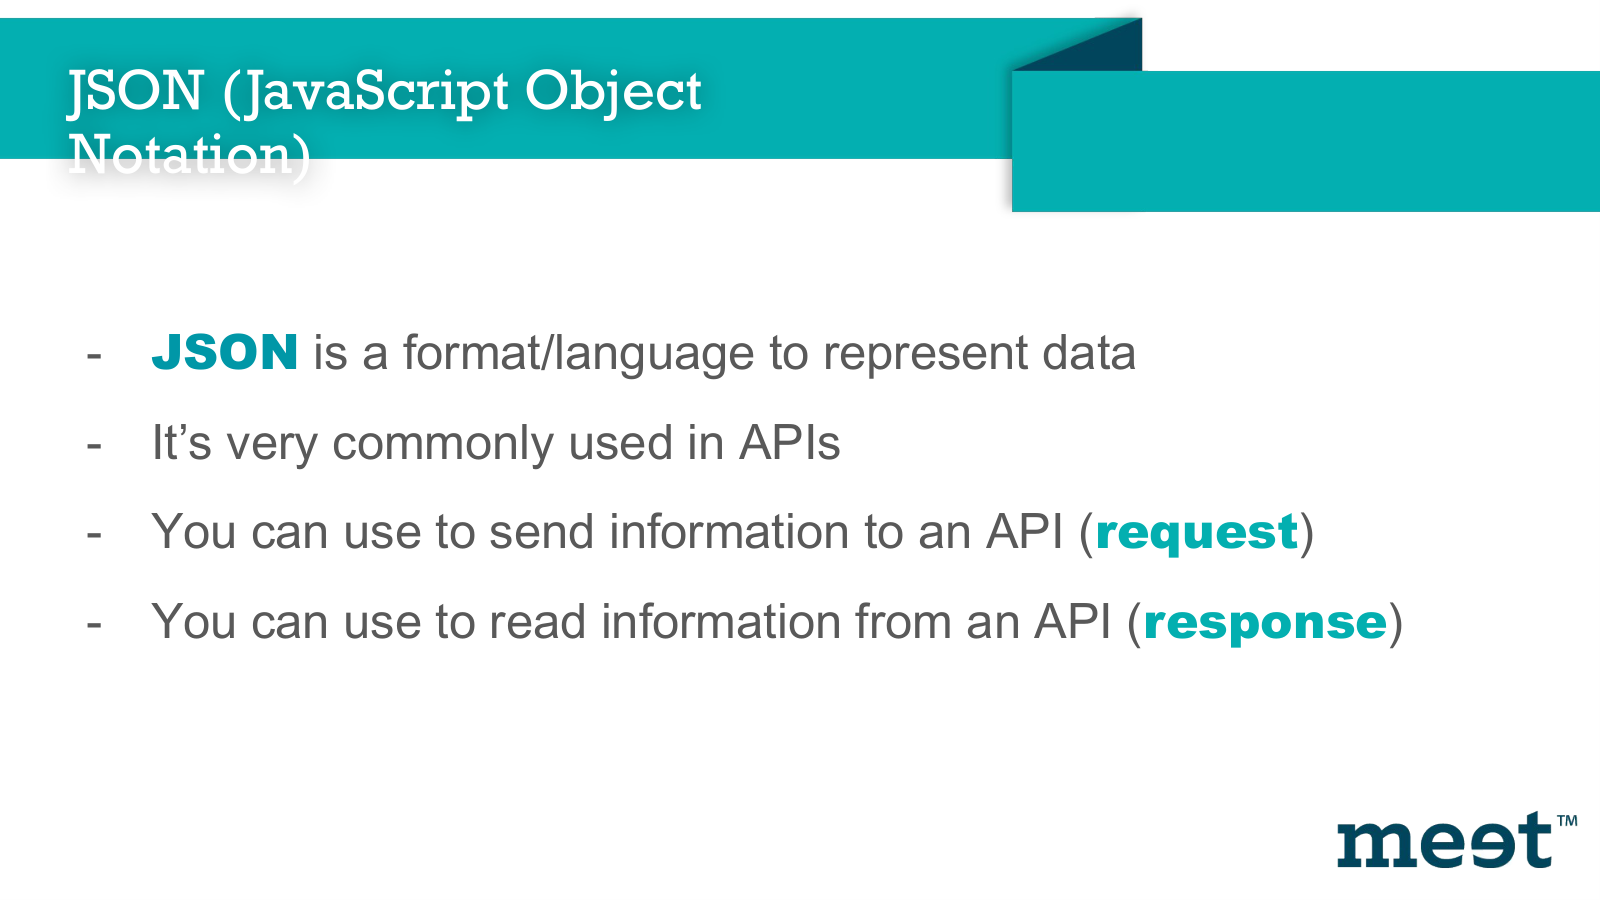 JSON (JavaScript Object
Notation)
- JSON is a format/language to represent data
- It’s very commonly used in APIs
- You can use to send information to an API (request)
- You can use to read information from an API (response)
meet™